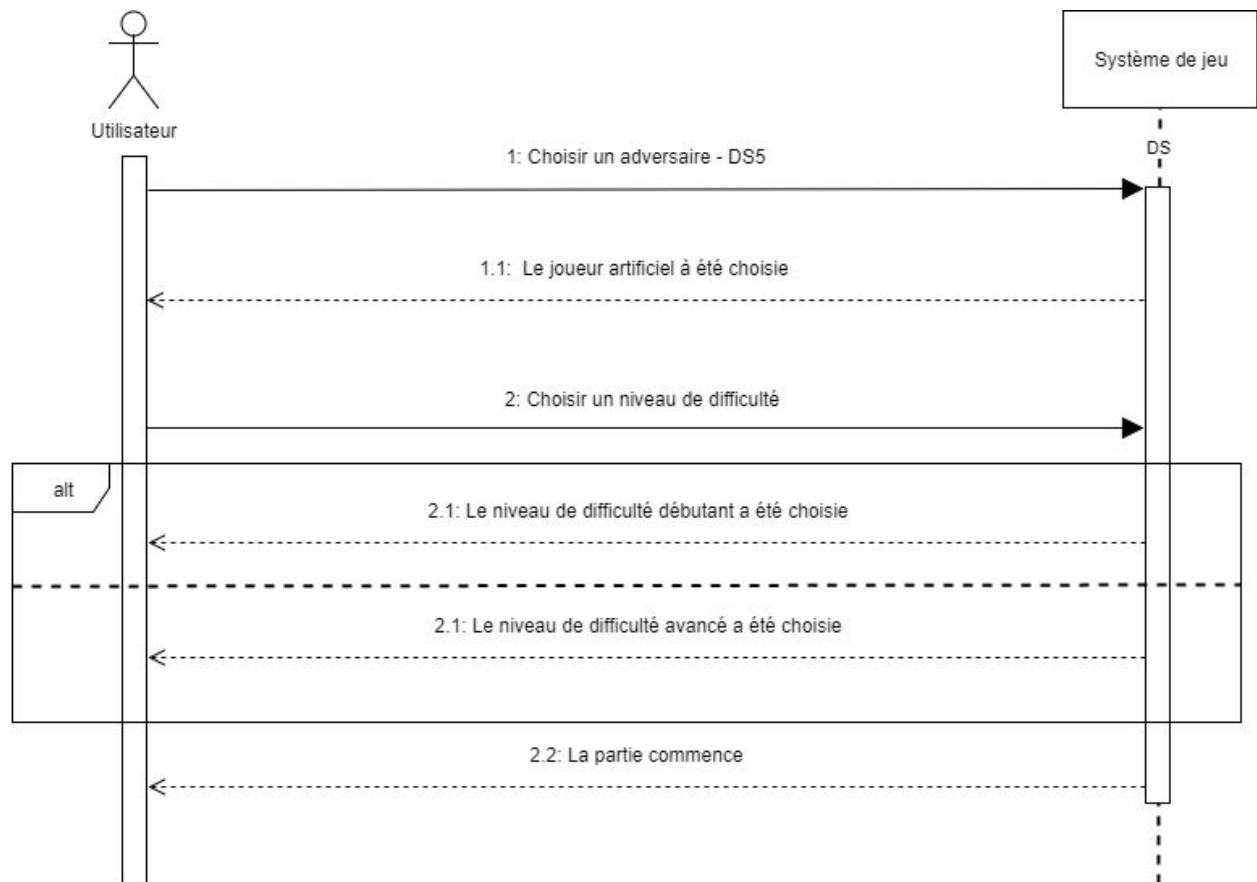 Système de jeu
Utilisateur
DS
1: Choisir un adversaire - DS5
1.1: Le joueur artificiel à été choisie
2: Choisir un niveau de difficulté
alt
2.1: Le niveau de difficulté débutant a été choisie
2.1: Le niveau de difficulté avancé a été choisie
2.2: La partie commence